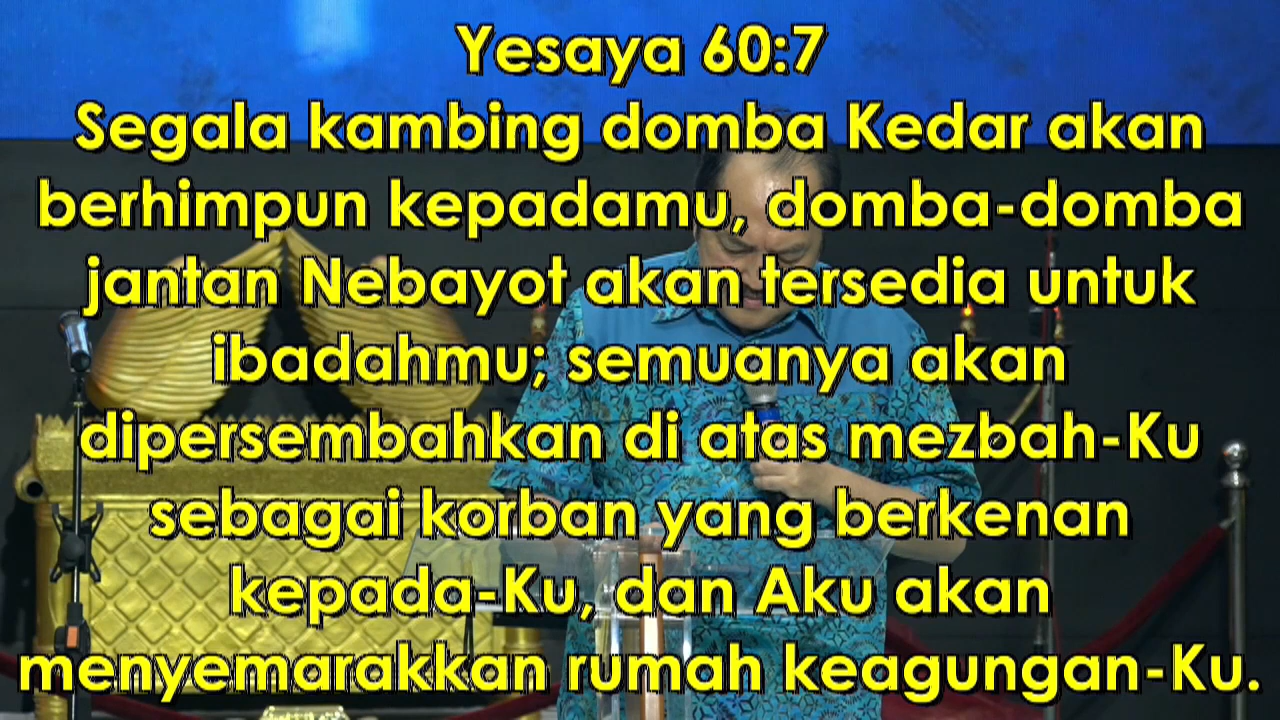 Yesaya 60:7
Segala kambing domba Kedar akan
berhimpun kepadamu, domba-domba
jantan Nebayot akan tersedia untuk
ibadahmu; semuanya akan
dipersembahkan di atas mezbah-Ku
sebagai korban yang berkenan
kepada-Ku, dan Aku akan
menyemarakkan rumah keagungan-Ku.